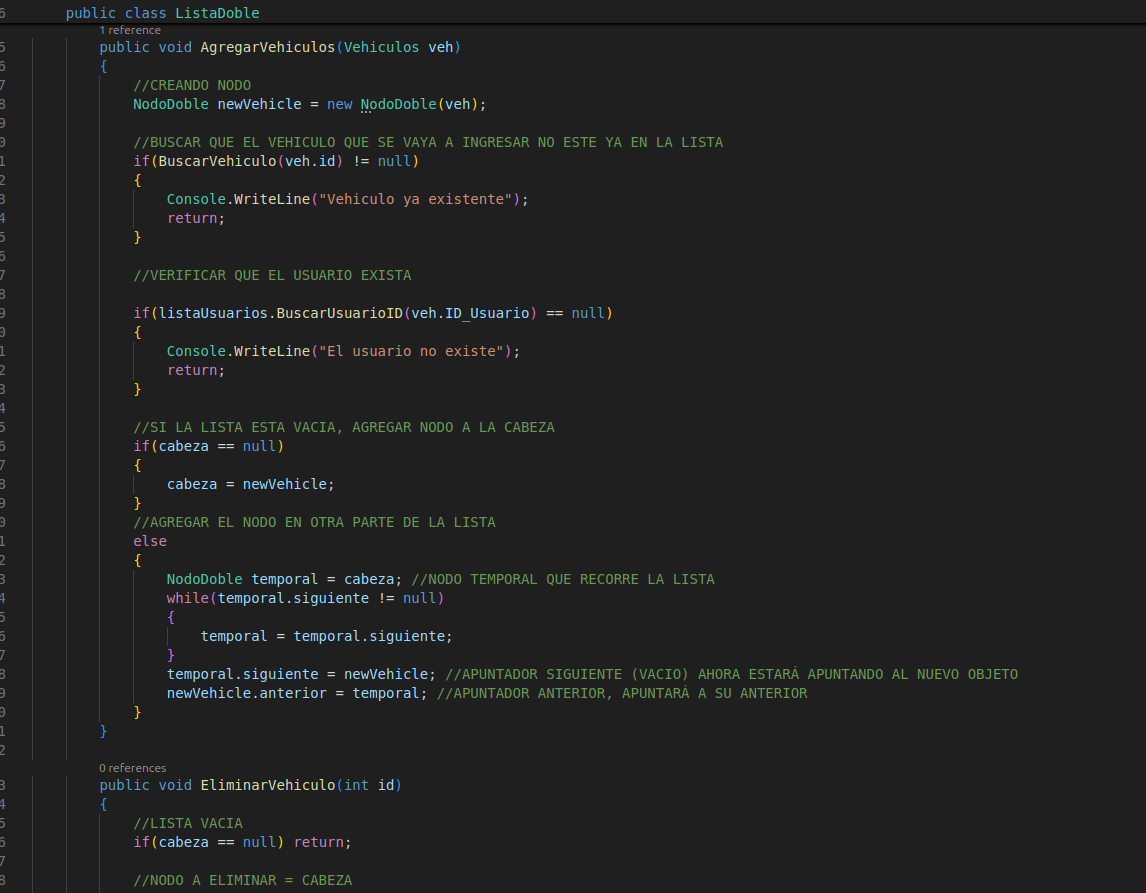 6 public class ListaDoble
1 reference
5 public void AgregarVehiculos(Vehiculos veh)
6 {
7 //CREANDO NODO
8 NodoDoble newVehicle = new NodoDoble(veh);
9
0 //BUSCAR QUE EL VEHICULO QUE SE VAYA A INGRESAR NO ESTE YA EN LA LISTA
1 if(BuscarVehiculo(veh.id) != null)
2 {
3 Console.WriteLine("Vehiculo ya existente");
4 return;
5 }
6
7 //VERIFICAR QUE EL USUARIO EXISTA
8
9 if(listaUsuarios.BuscarUsuarioID(veh.ID_Usuario) == null)
0 {
1 Console.WriteLine("El usuario no existe");
2 return;
3 }
4
5 //SI LA LISTA ESTA VACIA, AGREGAR NODO A LA CABEZA
6 if(cabeza == null)
7 {
8 cabeza = newVehicle;
9 }
0 //AGREGAR EL NODO EN OTRA PARTE DE LA LISTA
1 else
2 {
3 NodoDoble temporal = cabeza; //NODO TEMPORAL QUE RECORRE LA LISTA
4 while(temporal.siguiente != null)
5 {
6 temporal = temporal.siguiente;
7 }
8 temporal.siguiente = newVehicle; //APUNTADOR SIGUIENTE (VACIO) AHORA ESTARÁ APUNTANDO AL NUEVO OBJETO
9 newVehicle.anterior = temporal; //APUNTADOR ANTERIOR, APUNTARÁ A SU ANTERIOR
0 }
1 }
2
0 references
3 public void EliminarVehiculo(int id)
4 {
5 //LISTA VACIA
6 if(cabeza == null) return;
7
8 //NODO A ELIMINAR = CABEZA